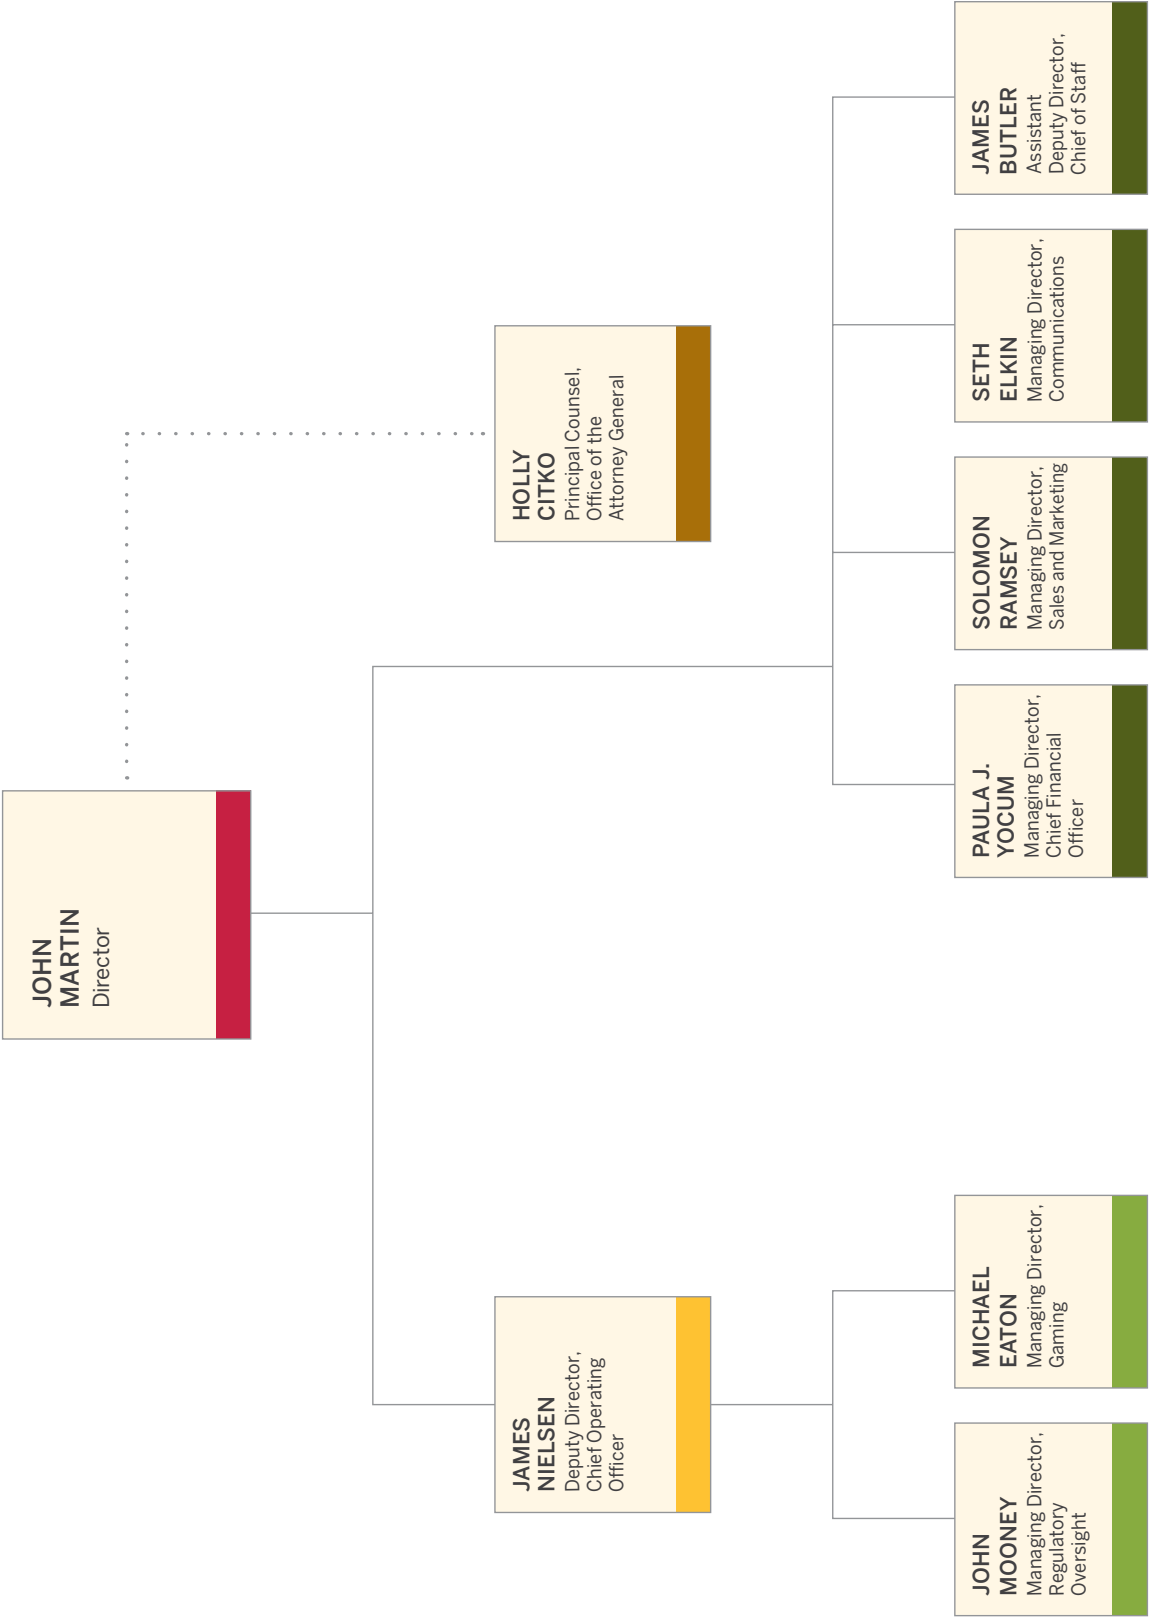 JOHN
MARTIN
Director
JAMES
NIELSEN
Deputy Director,
Chief Operating
Officer
HOLLY
CITKO
Principal Counsel,
Office of the
Attorney General
JOHN
MOONEY
Managing Director,
Regulatory
Oversight
MICHAEL
EATON
Managing Director,
Gaming
PAULA J.
YOCUM
Managing Director,
Chief Financial
Officer
SOLOMON
RAMSEY
Managing Director,
Sales and Marketing
SETH
ELKIN
Managing Director,
Communications
JAMES
BUTLER
Assistant
Deputy Director,
Chief of Staff